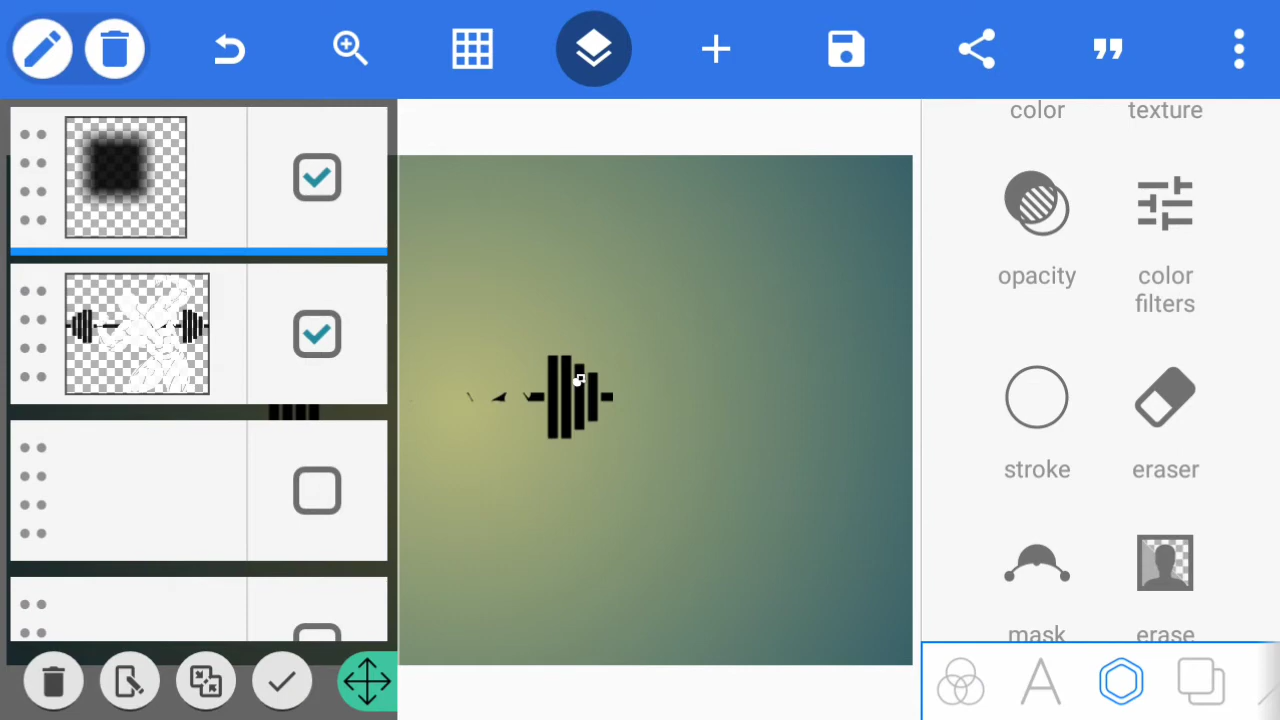 color texture
opacity color
filters
stroke eraser
mask erase